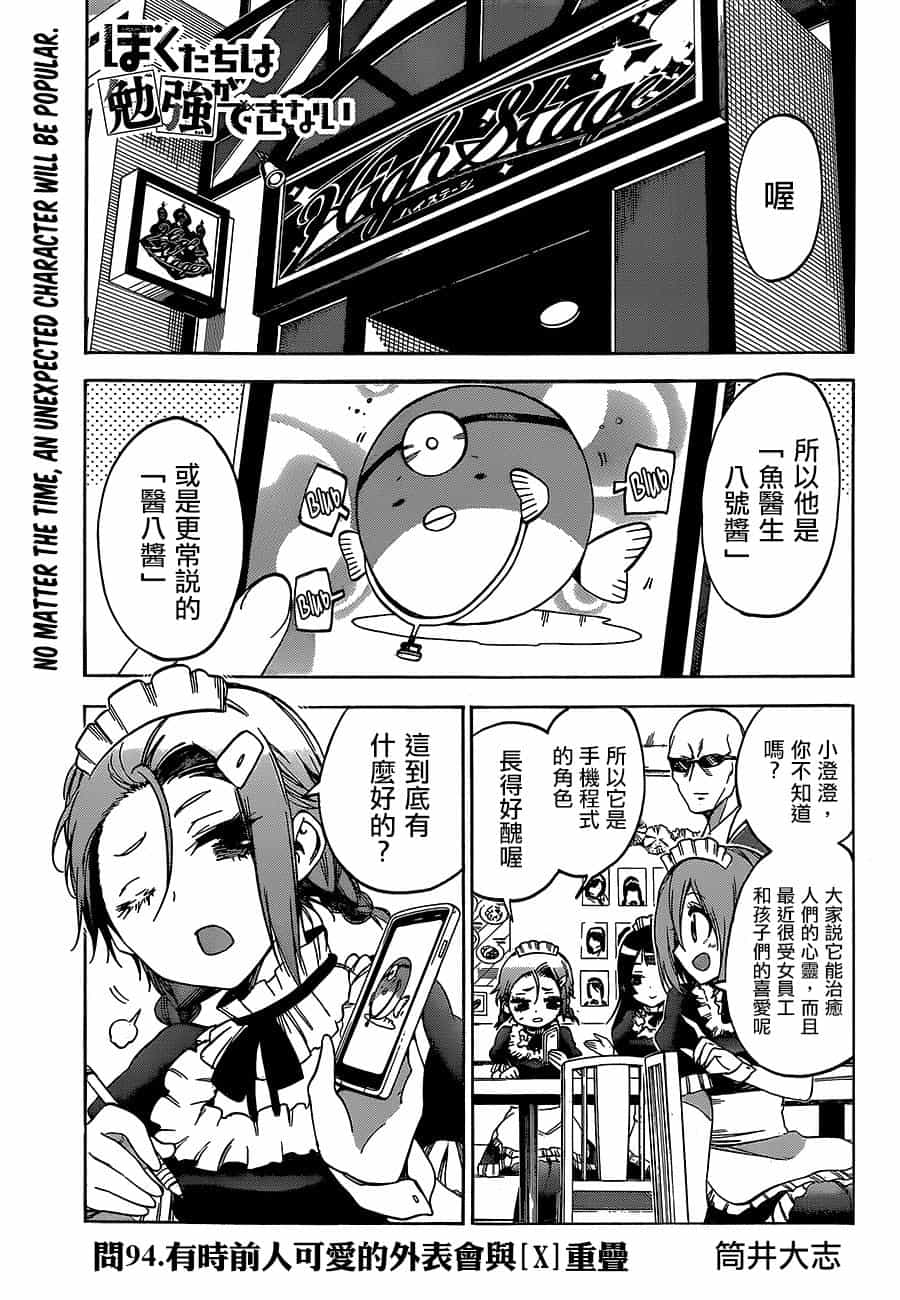 ぼくたちは
勉強が
できない
NO MATTER THE TIME, AN UNEXPECTED CHARACTER WILL BE POPULAR.
High Stage
ハイステージ
High Stage
喔
所以他是
「魚醫生
八號醬」
Blub
Blub
Blub
Blub
或是更常説的
「醫八醬」
小澄澄，
你不知道
嗎？
大家說它能治癒
人們的心靈，而且
最近很受女員工
和孩子們的喜愛呢
所以它是
手機程式
的角色
長得好醜喔
這到底有
什麼好的？
問94.有時前人可愛的外表會與[X]重疊
筒井大志